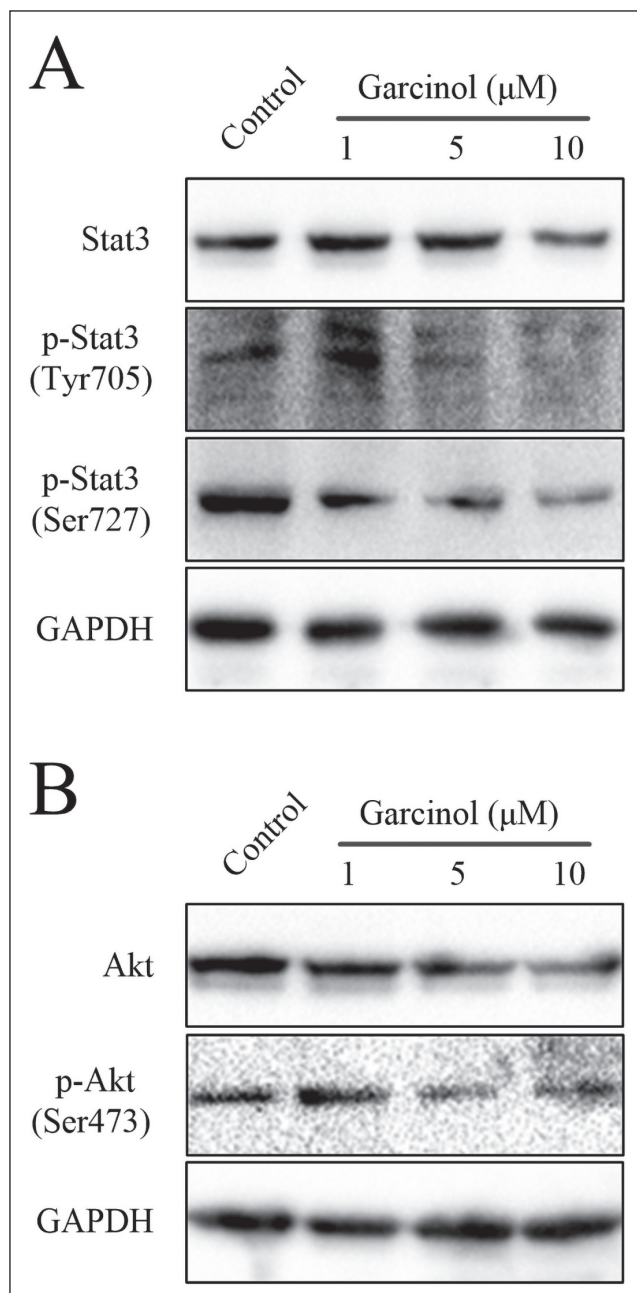 A
Control
Garcinol (μM)
1 5 10
Stat3
p-Stat3
(Tyr705)
p-Stat3
(Ser727)
GAPDH
B
Control
Garcinol (μM)
1 5 10
Akt
p-Akt
(Ser473)
GAPDH